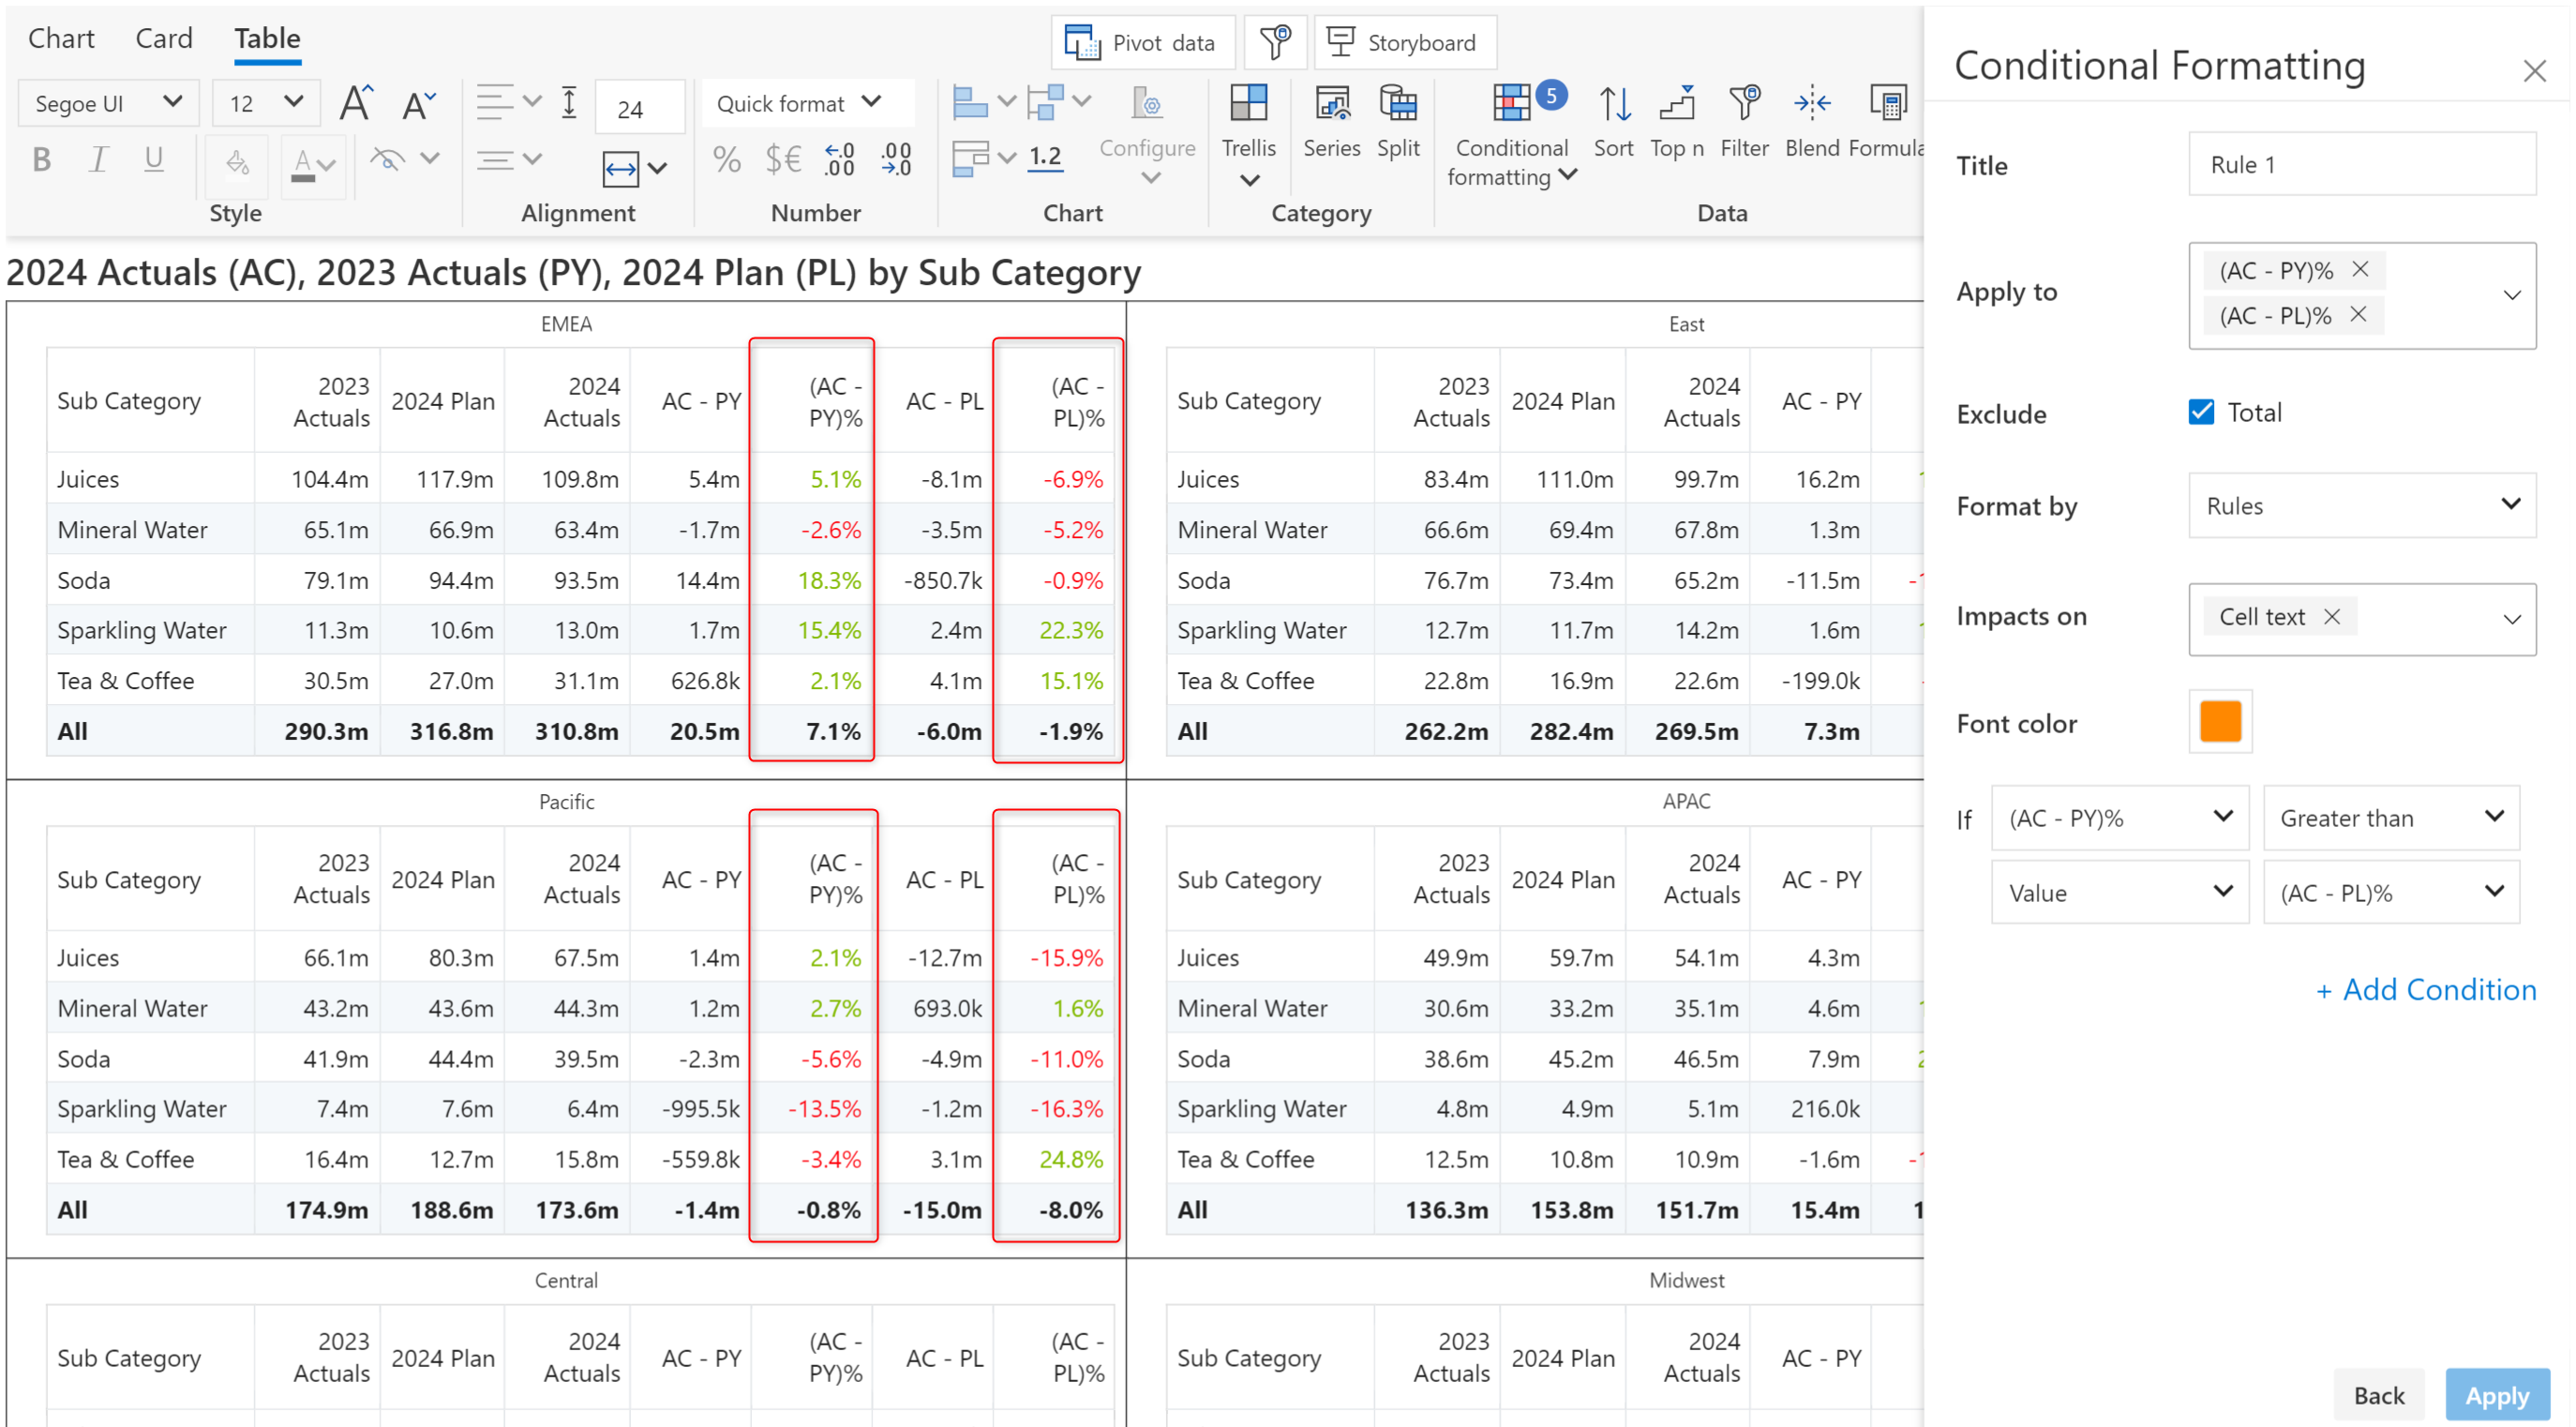 Chart Card Table
Pivot data Storyboard
Segoe UI 12 A A 24 Quick format 5
B I U A % $€ .0 .00 .00 .0 1.2 Configure Trellis Series Split Conditional formatting Sort Top n Filter Blend Formula
Style Alignment Number Chart Category Data
2024 Actuals (AC), 2023 Actuals (PY), 2024 Plan (PL) by Sub Category
EMEA
Sub Category 2023 Actuals 2024 Plan 2024 Actuals AC - PY (AC - PY)% AC - PL (AC - PL)%
Juices 104.4m 117.9m 109.8m 5.4m 5.1% -8.1m -6.9%
Mineral Water 65.1m 66.9m 63.4m -1.7m -2.6% -3.5m -5.2%
Soda 79.1m 94.4m 93.5m 14.4m 18.3% -850.7k -0.9%
Sparkling Water 11.3m 10.6m 13.0m 1.7m 15.4% 2.4m 22.3%
Tea & Coffee 30.5m 27.0m 31.1m 626.8k 2.1% 4.1m 15.1%
All 290.3m 316.8m 310.8m 20.5m 7.1% -6.0m -1.9%
East
Sub Category 2023 Actuals 2024 Plan 2024 Actuals AC - PY
Juices 83.4m 111.0m 99.7m 16.2m
Mineral Water 66.6m 69.4m 67.8m 1.3m
Soda 76.7m 73.4m 65.2m -11.5m
Sparkling Water 12.7m 11.7m 14.2m 1.6m
Tea & Coffee 22.8m 16.9m 22.6m -199.0k
All 262.2m 282.4m 269.5m 7.3m
Pacific
Sub Category 2023 Actuals 2024 Plan 2024 Actuals AC - PY (AC - PY)% AC - PL (AC - PL)%
Juices 66.1m 80.3m 67.5m 1.4m 2.1% -12.7m -15.9%
Mineral Water 43.2m 43.6m 44.3m 1.2m 2.7% 693.0k 1.6%
Soda 41.9m 44.4m 39.5m -2.3m -5.6% -4.9m -11.0%
Sparkling Water 7.4m 7.6m 6.4m -995.5k -13.5% -1.2m -16.3%
Tea & Coffee 16.4m 12.7m 15.8m -559.8k -3.4% 3.1m 24.8%
All 174.9m 188.6m 173.6m -1.4m -0.8% -15.0m -8.0%
APAC
Sub Category 2023 Actuals 2024 Plan 2024 Actuals AC - PY
Juices 49.9m 59.7m 54.1m 4.3m
Mineral Water 30.6m 33.2m 35.1m 4.6m
Soda 38.6m 45.2m 46.5m 7.9m
Sparkling Water 4.8m 4.9m 5.1m 216.0k
Tea & Coffee 12.5m 10.8m 10.9m -1.6m
All 136.3m 153.8m 151.7m 15.4m
Central
Sub Category 2023 Actuals 2024 Plan 2024 Actuals AC - PY (AC - PY)% AC - PL (AC - PL)%
Midwest
Sub Category 2023 Actuals 2024 Plan 2024 Actuals AC - PY
Conditional Formatting
Title Rule 1
Apply to (AC - PY)% (AC - PL)%
Exclude Total
Format by Rules
Impacts on Cell text
Font color
If (AC - PY)% Greater than
Value (AC - PL)%
+ Add Condition
Back Apply